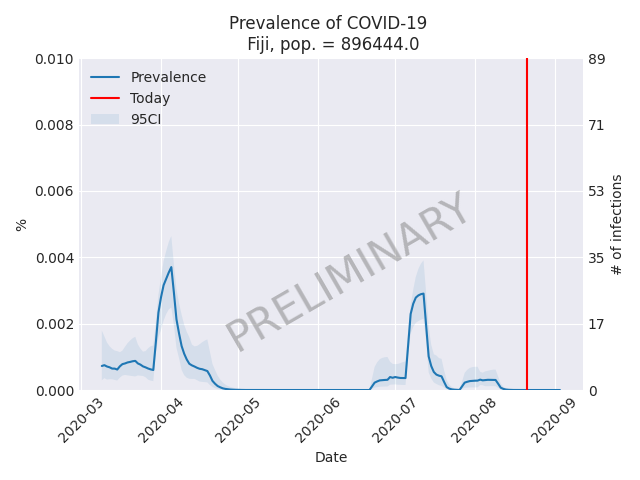 Prevalence of COVID-19
Fiji, pop. = 896444.0
Prevalence
Today
95CI
PRELIMINARY
%
0.010
0.008
0.006
0.004
0.002
0.000
89
71
53
35
17
0
# of infections
2020-03
2020-04
2020-05
2020-06
2020-07
2020-08
2020-09
Date